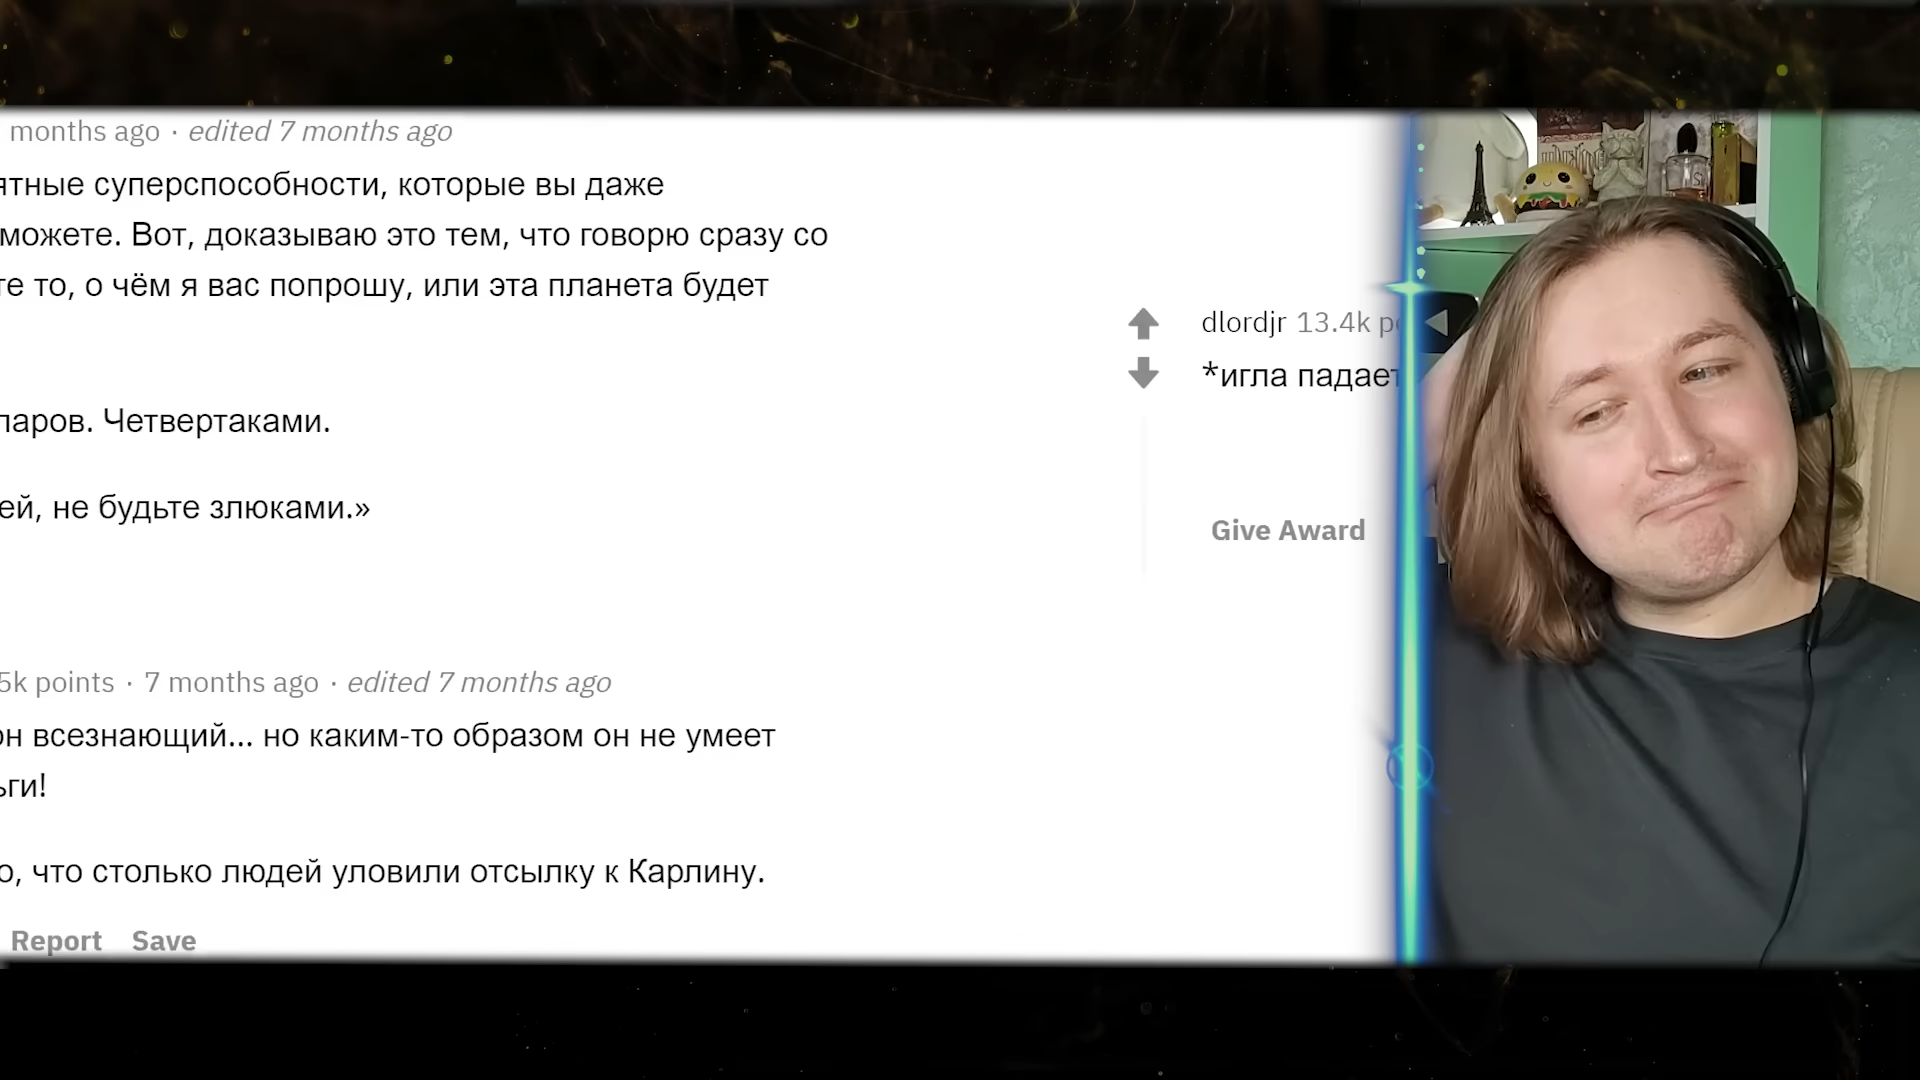 months ago · edited 7 months ago
ятные суперспособности, которые вы даже
можете. Вот, доказываю это тем, что говорю сразу со
те то, о чём я вас попрошу, или эта планета будет
ларов. Четвертаками.
ей, не будьте злюками.»
5k points · 7 months ago · edited 7 months ago
он всезнающий... но каким-то образом он не умеет
ьги!
о, что столько людей уловили отсылку к Карлину.
Report Save
dlordjr 13.4k
*игла падает
Give Award